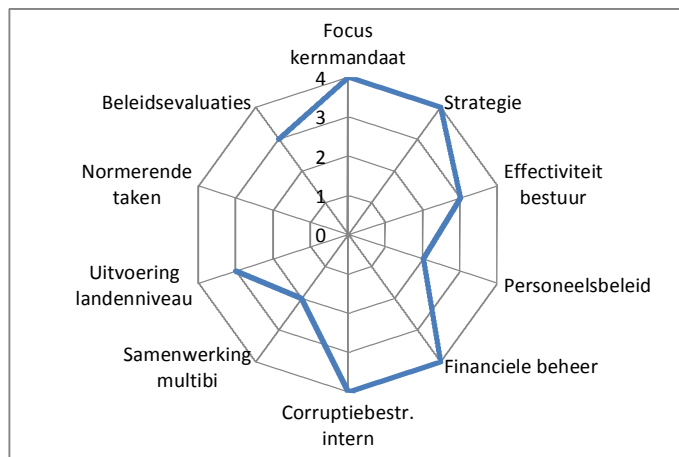 Focus
kernmandaat
Strategie
Effectiviteit
bestuur
Personeelsbeleid
Financiele beheer
Corruptiebestr.
intern
Samenwerking
multibi
Uitvoering
landenniveau
Normerende
taken
Beleidsevaluaties
4
3
2
1
0